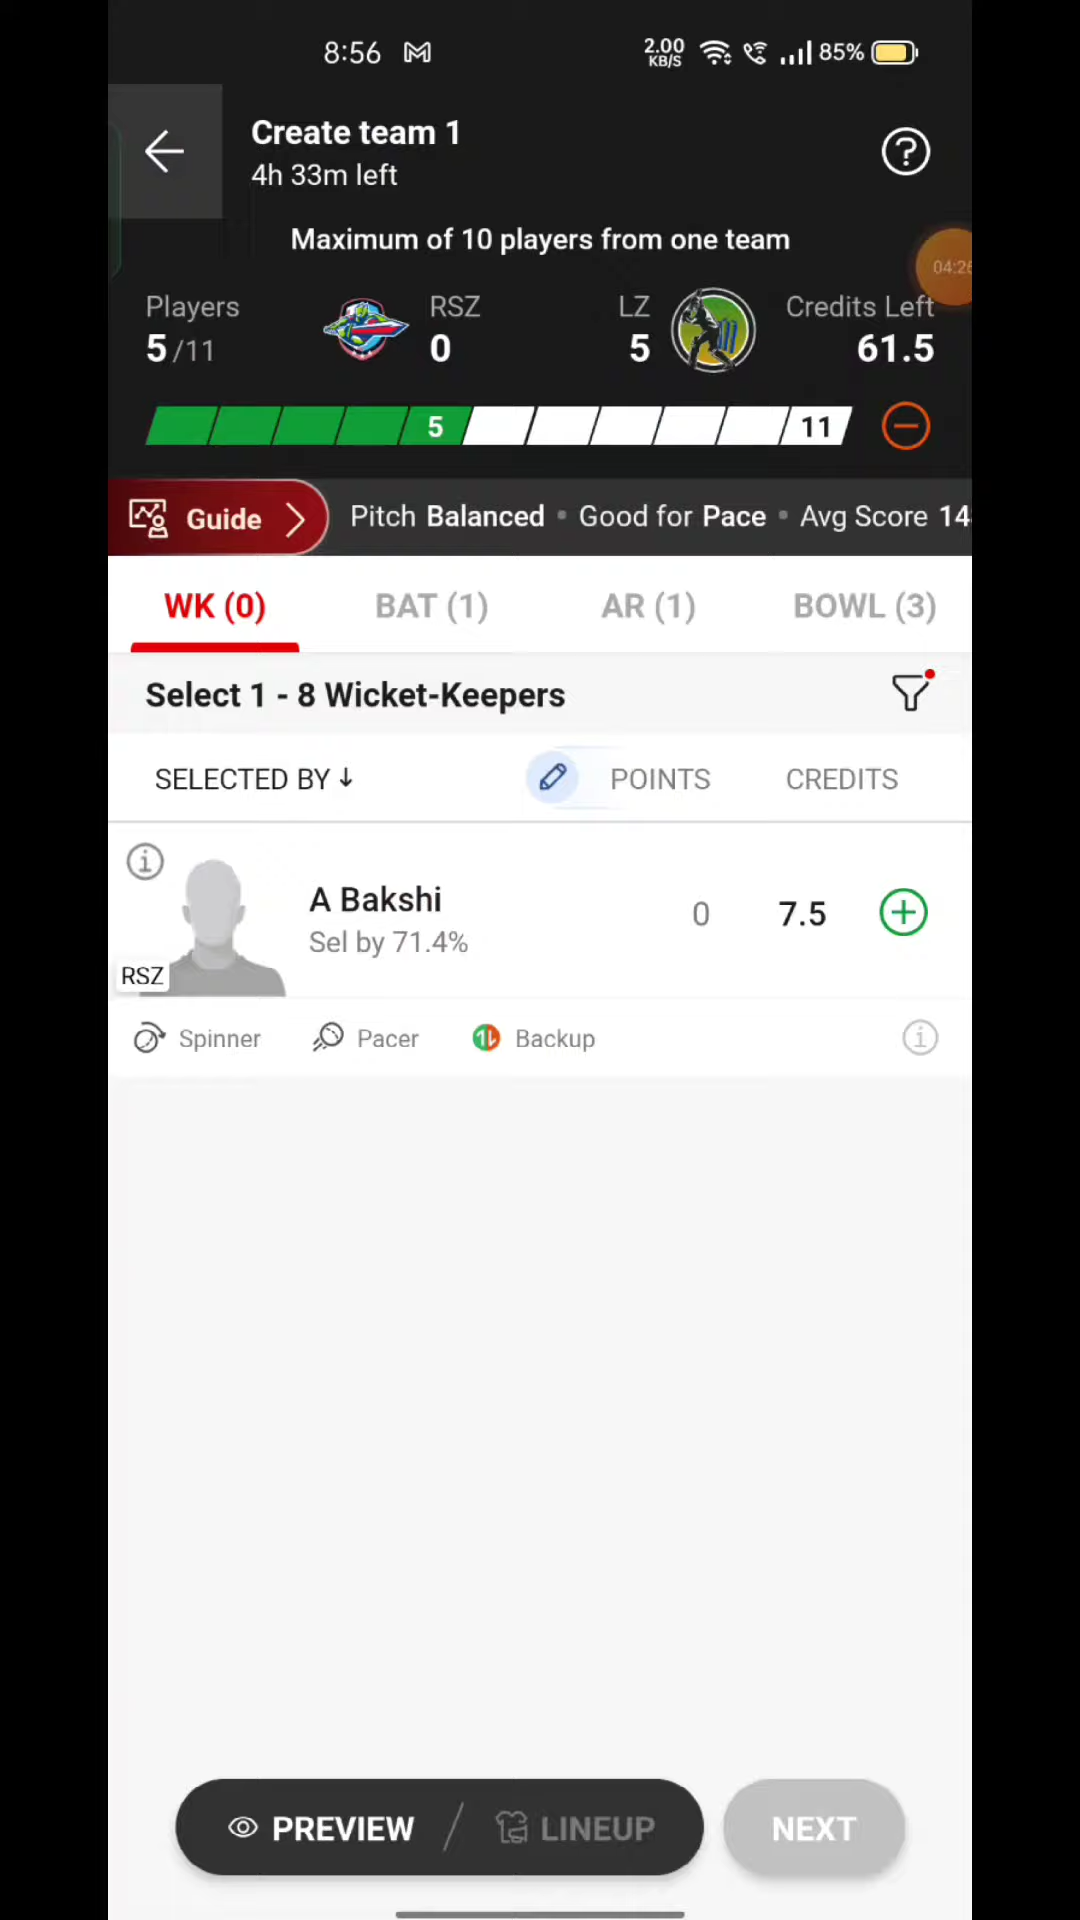 8:56
2.00
KB/S
85%
Create team 1
4h 33m left
Maximum of 10 players from one team
04:26
Players
RSZ
LZ
Credits Left
5/11
0
5
61.5
5
11
Guide
Pitch Balanced • Good for Pace • Avg Score 14
WK (0)
BAT (1)
AR (1)
BOWL (3)
Select 1 - 8 Wicket-Keepers
SELECTED BY ↓
POINTS
CREDITS
A Bakshi
0
7.5
Sel by 71.4%
RSZ
Spinner
Pacer
Backup
PREVIEW / LINEUP
NEXT